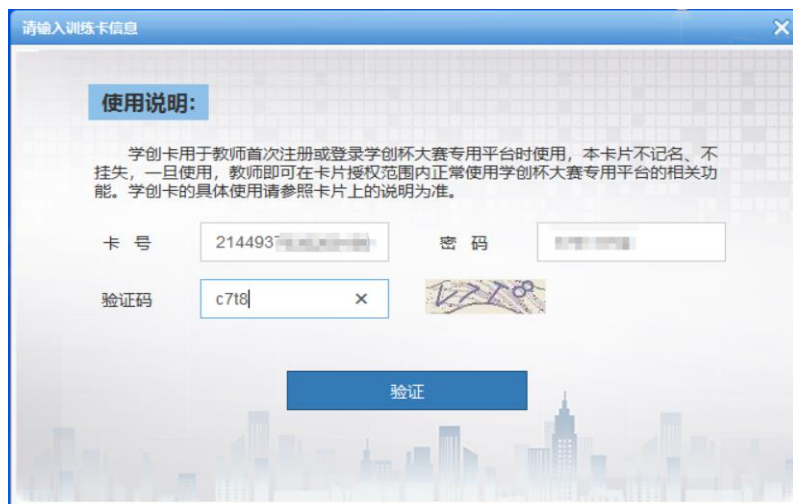 请输入训练卡信息
使用说明:
学创卡用于教师首次注册或登录学创杯大赛专用平台时使用，本卡片不记名、不
挂失，一旦使用，教师即可在卡片授权范围内正常使用学创杯大赛专用平台的相关功
能。学创卡的具体使用请参照卡片上的说明为准。
卡 号 2144937 密 码
验证码 c7t8
验证